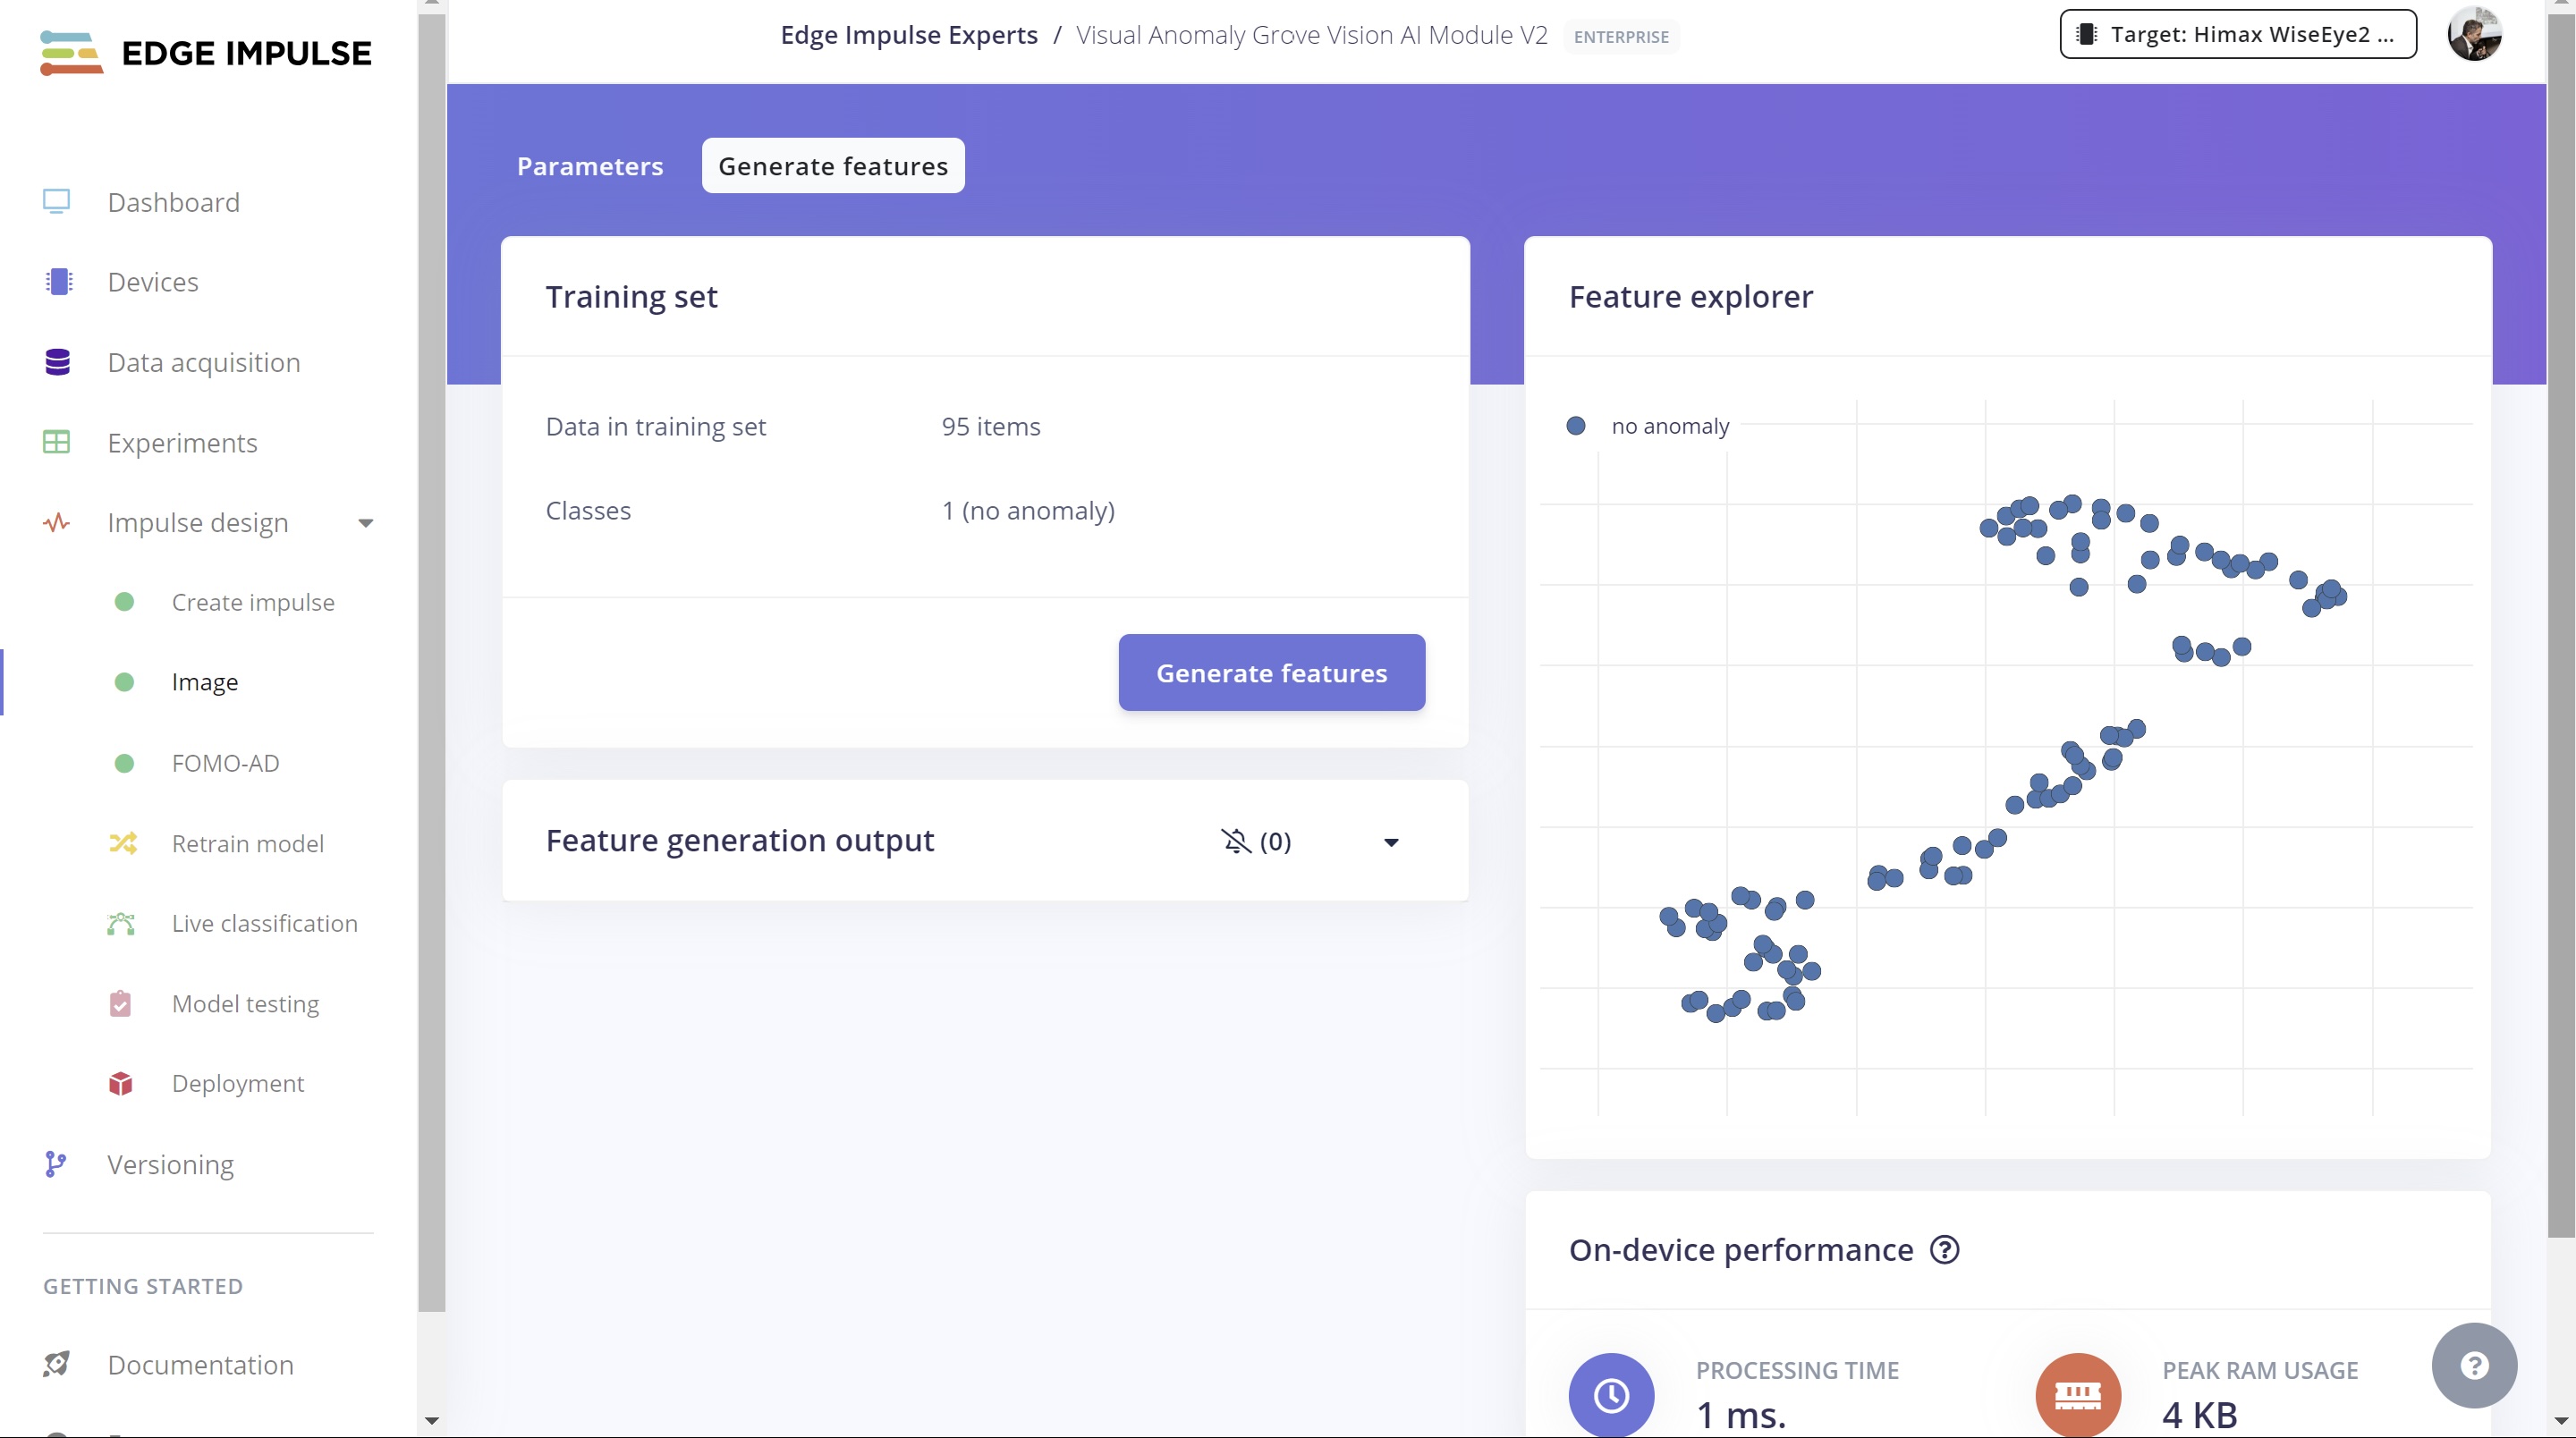 EDGE IMPULSE
Edge Impulse Experts / Visual Anomaly Grove Vision AI Module V2 ENTERPRISE
Target: Himax WiseEye2 ...
Dashboard
Devices
Data acquisition
Experiments
Impulse design
Create impulse
Image
FOMO-AD
Retrain model
Live classification
Model testing
Deployment
Versioning
GETTING STARTED
Documentation
Parameters
Generate features
Training set
Data in training set 95 items
Classes 1 (no anomaly)
Generate features
Feature generation output (0)
Feature explorer
no anomaly
On-device performance ?
PROCESSING TIME
1 ms.
PEAK RAM USAGE
4 KB
?